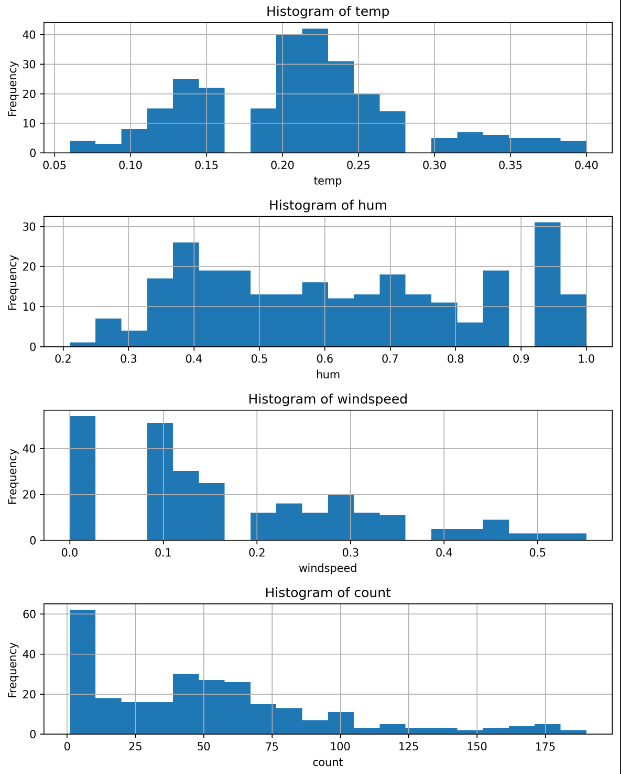 Histogram of temp
40
30
20
10
0
Frequency
0.05 0.10 0.15 0.20 0.25 0.30 0.35 0.40
temp
Histogram of hum
30
20
10
0
Frequency
0.2 0.3 0.4 0.5 0.6 0.7 0.8 0.9 1.0
hum
Histogram of windspeed
40
20
0
Frequency
0.0 0.1 0.2 0.3 0.4 0.5
windspeed
Histogram of count
60
40
20
0
Frequency
0 25 50 75 100 125 150 175
count